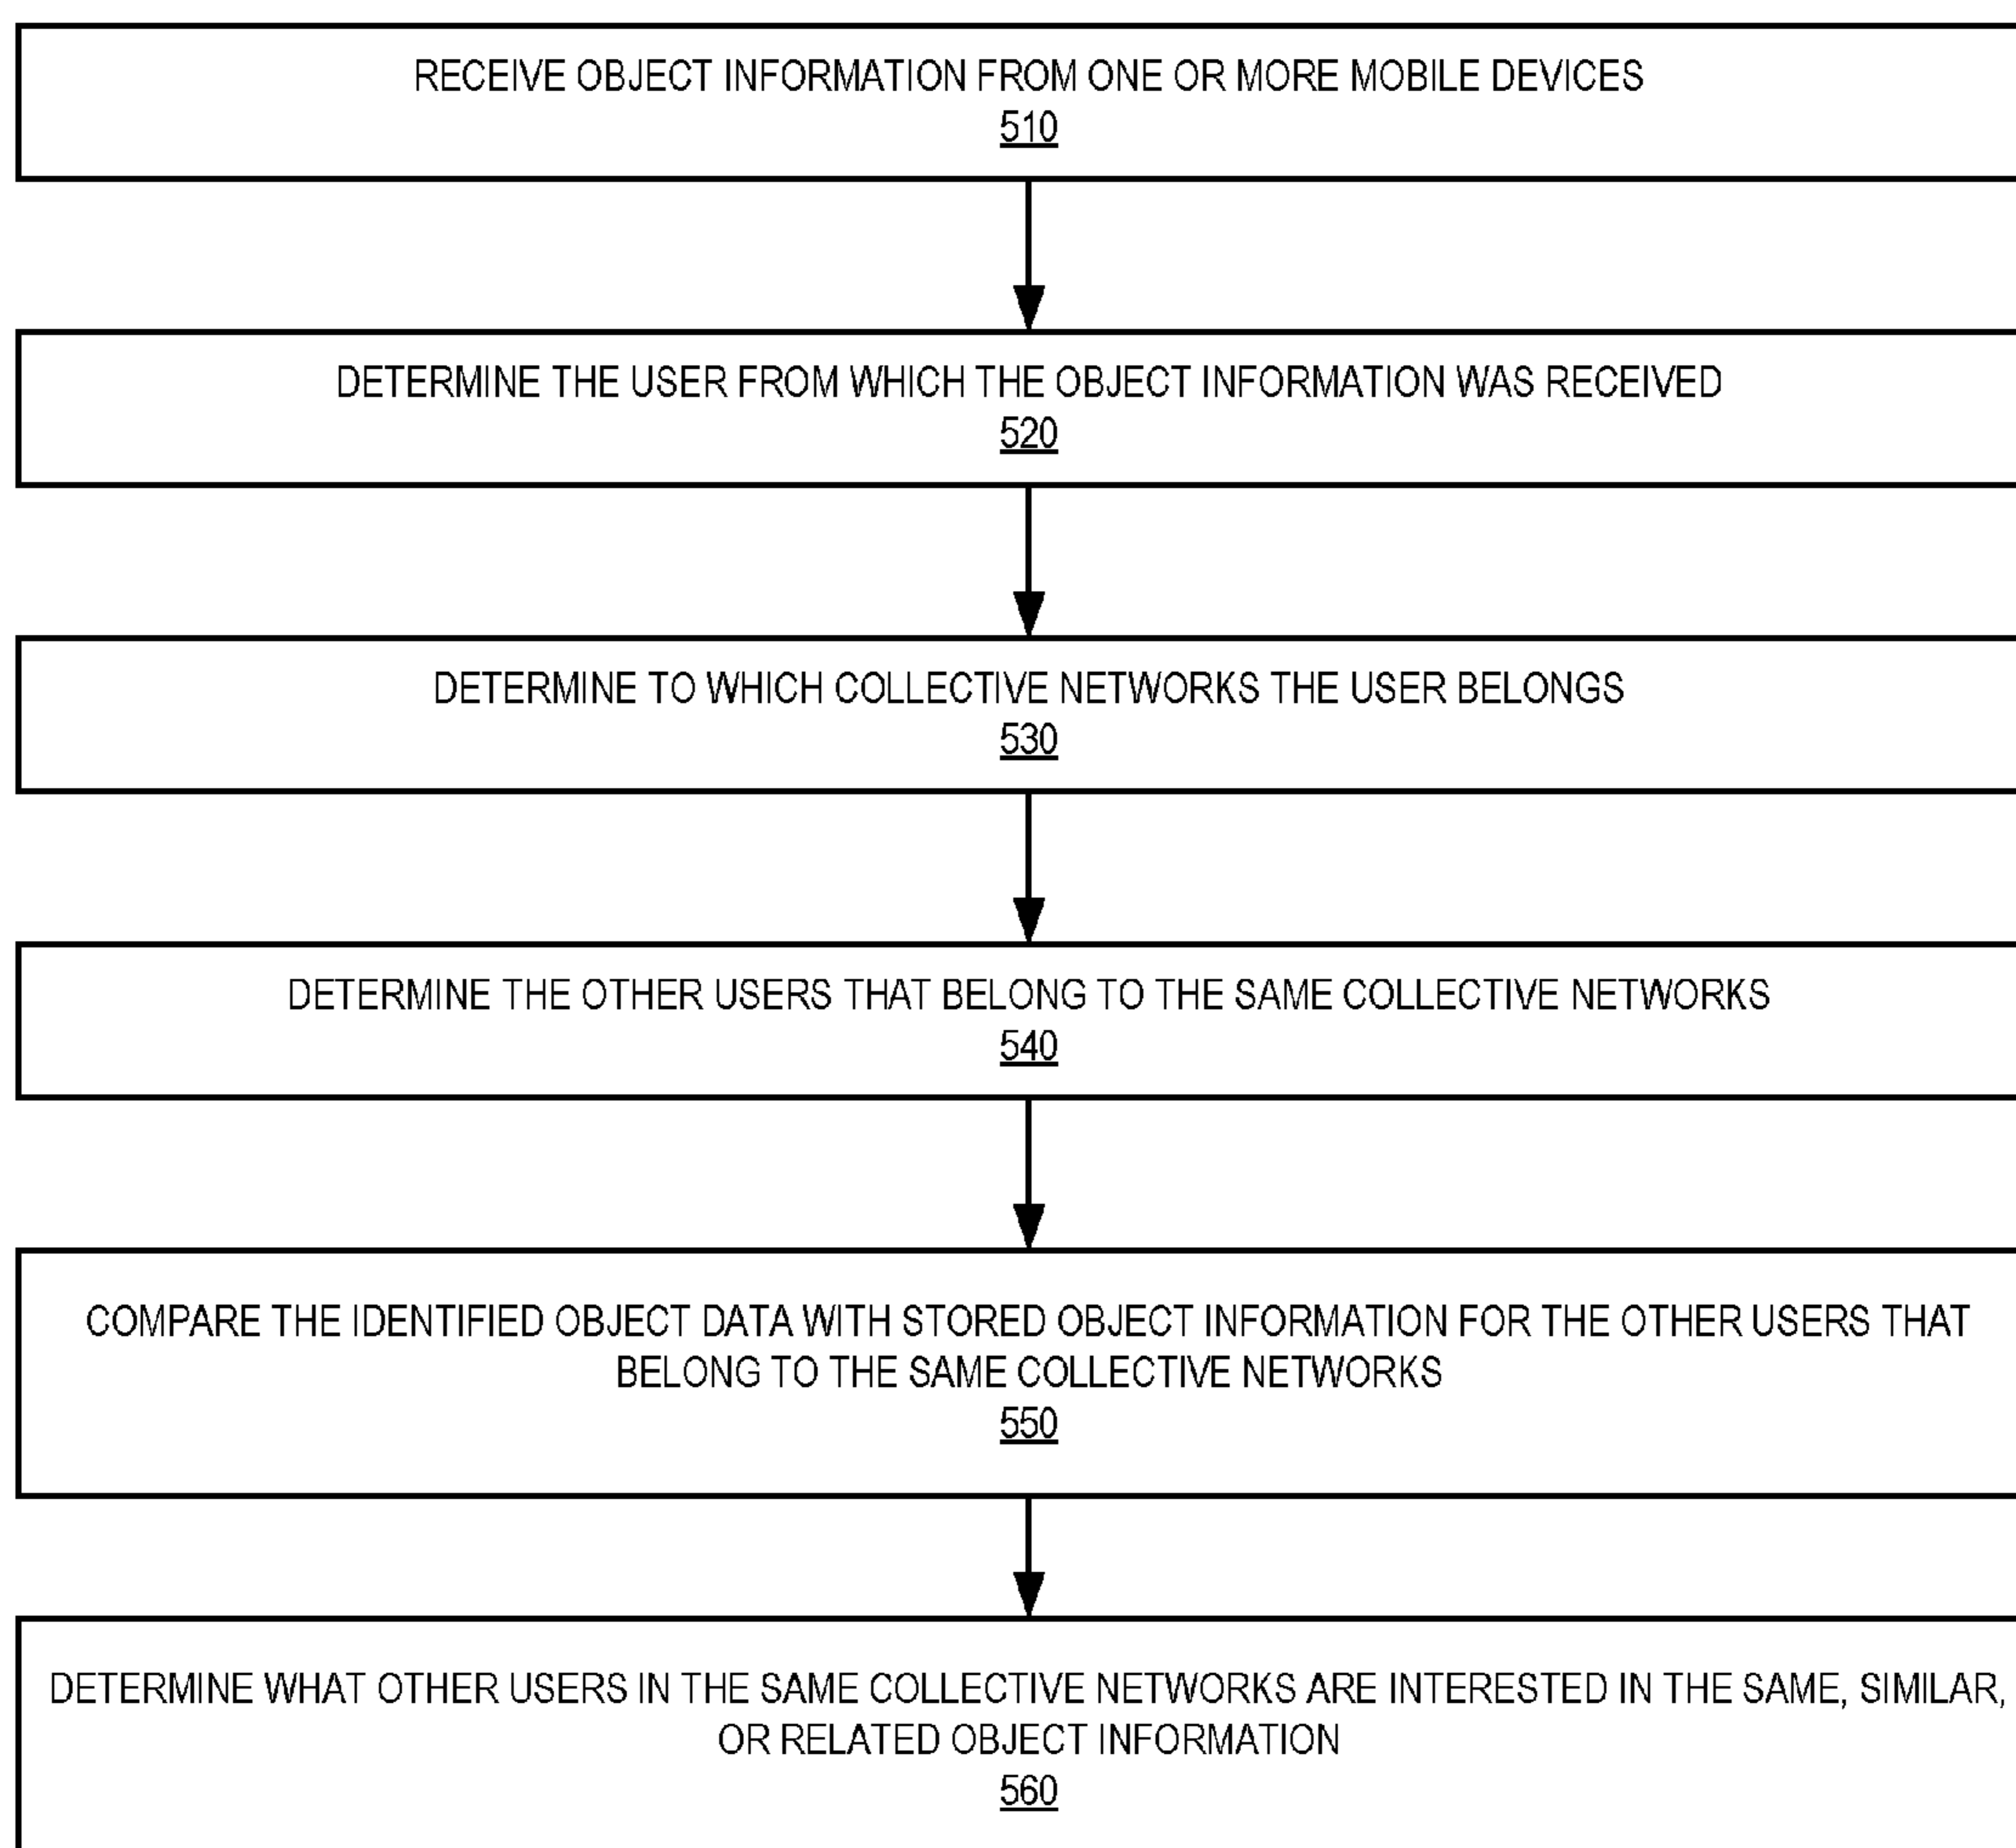 RECEIVE OBJECT INFORMATION FROM ONE OR MORE MOBILE DEVICES
510
DETERMINE THE USER FROM WHICH THE OBJECT INFORMATION WAS RECEIVED
520
DETERMINE TO WHICH COLLECTIVE NETWORKS THE USER BELONGS
530
DETERMINE THE OTHER USERS THAT BELONG TO THE SAME COLLECTIVE NETWORKS
540
COMPARE THE IDENTIFIED OBJECT DATA WITH STORED OBJECT INFORMATION FOR THE OTHER USERS THAT
BELONG TO THE SAME COLLECTIVE NETWORKS
550
DETERMINE WHAT OTHER USERS IN THE SAME COLLECTIVE NETWORKS ARE INTERESTED IN THE SAME, SIMILAR,
OR RELATED OBJECT INFORMATION
560